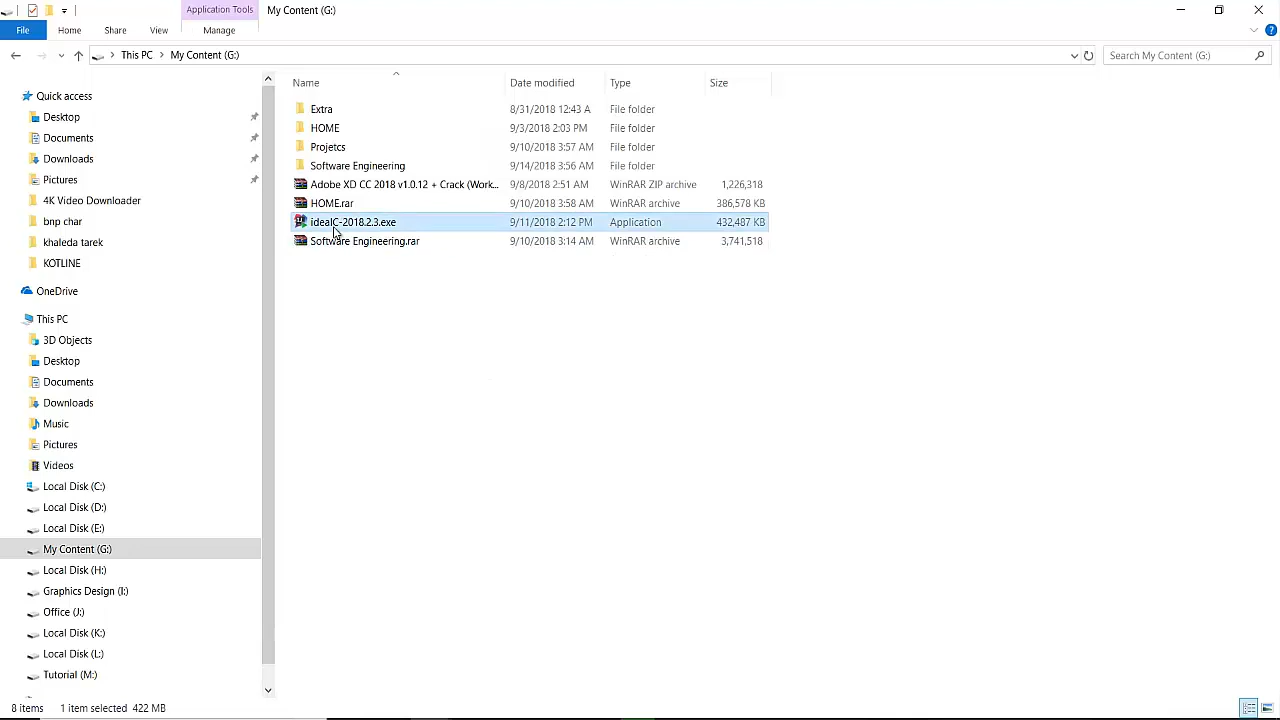 Application Tools
My Content (G:)
File
Home
Share
View
Manage
This PC
My Content (G:)
Search My Content (G:)
Name
Date modified
Type
Size
Quick access
Desktop
Documents
Downloads
Pictures
4K Video Downloader
bnp char
khaleda tarek
KOTLINE
OneDrive
This PC
3D Objects
Desktop
Documents
Downloads
Music
Pictures
Videos
Local Disk (C:)
Local Disk (D:)
Local Disk (E:)
My Content (G:)
Local Disk (H:)
Graphics Design (I:)
Office (J:)
Local Disk (K:)
Local Disk (L:)
Tutorial (M:)
Extra 8/31/2018 12:43 A File folder
HOME 9/3/2018 2:03 PM File folder
Projetcs 9/10/2018 3:57 AM File folder
Software Engineering 9/14/2018 3:56 AM File folder
Adobe XD CC 2018 v1.0.12 + Crack (Work... 9/8/2018 2:51 AM WinRAR ZIP archive 1,226,318
HOME.rar 9/10/2018 3:58 AM WinRAR archive 386,578 KB
ideaIC-2018.2.3.exe 9/11/2018 2:12 PM Application 432,487 KB
Software Engineering.rar 9/10/2018 3:14 AM WinRAR archive 3,741,518
8 items 1 item selected 422 MB